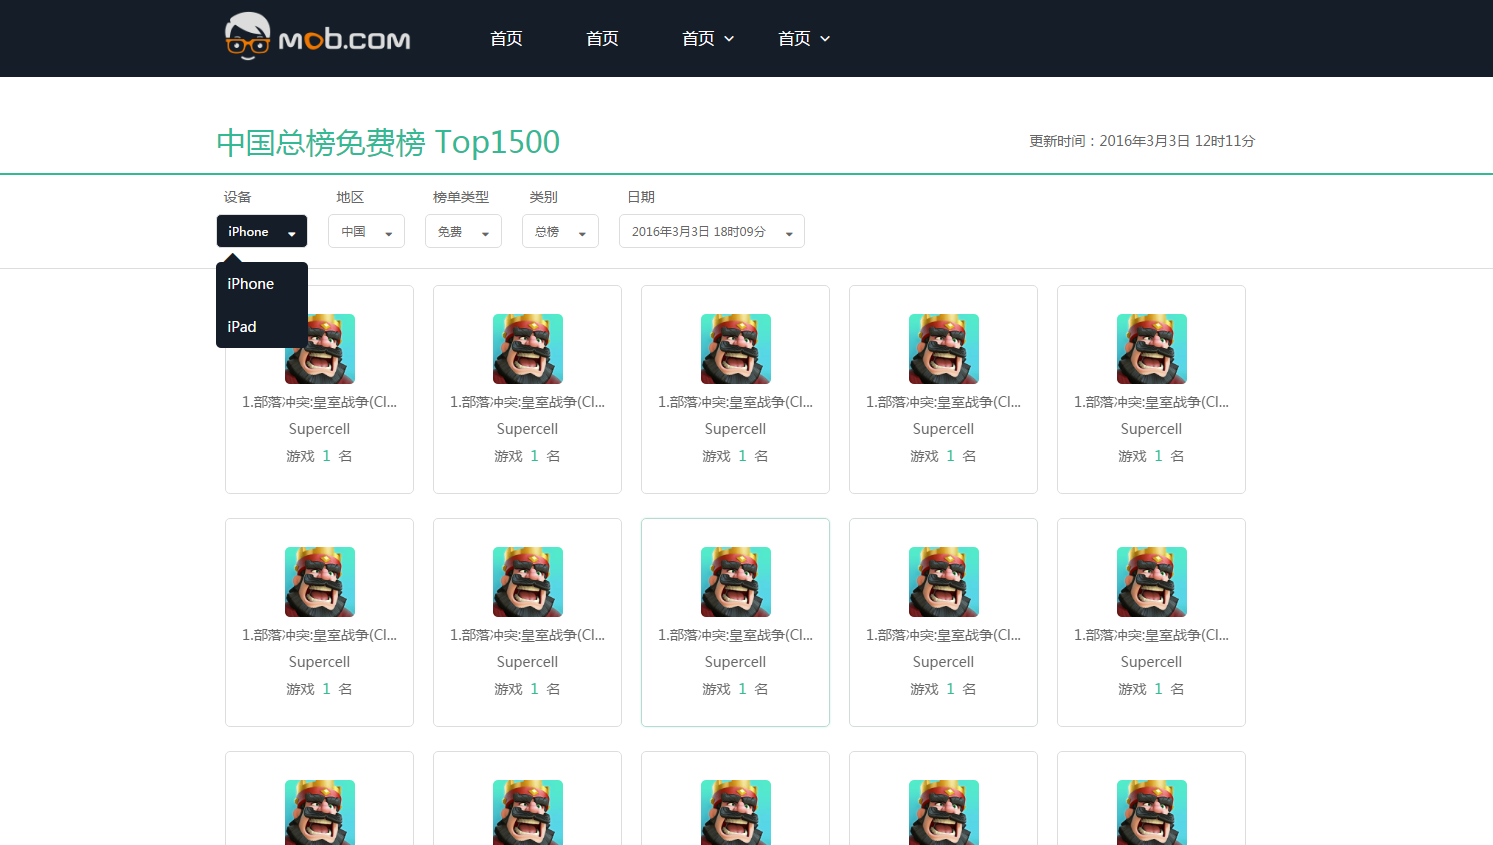 mob.com 首页 首页 首页 首页
中国总榜免费榜 Top1500 更新时间：2016年3月3日 12时11分
设备 地区 榜单类型 类别 日期
iPhone 中国 免费 总榜 2016年3月3日 18时09分
iPhone
iPad
1.部落冲突:皇室战争(Cl... 1.部落冲突:皇室战争(Cl... 1.部落冲突:皇室战争(Cl... 1.部落冲突:皇室战争(Cl... 1.部落冲突:皇室战争(Cl...
Supercell Supercell Supercell Supercell Supercell
游戏 1 名 游戏 1 名 游戏 1 名 游戏 1 名 游戏 1 名
1.部落冲突:皇室战争(Cl... 1.部落冲突:皇室战争(Cl... 1.部落冲突:皇室战争(Cl... 1.部落冲突:皇室战争(Cl... 1.部落冲突:皇室战争(Cl...
Supercell Supercell Supercell Supercell Supercell
游戏 1 名 游戏 1 名 游戏 1 名 游戏 1 名 游戏 1 名